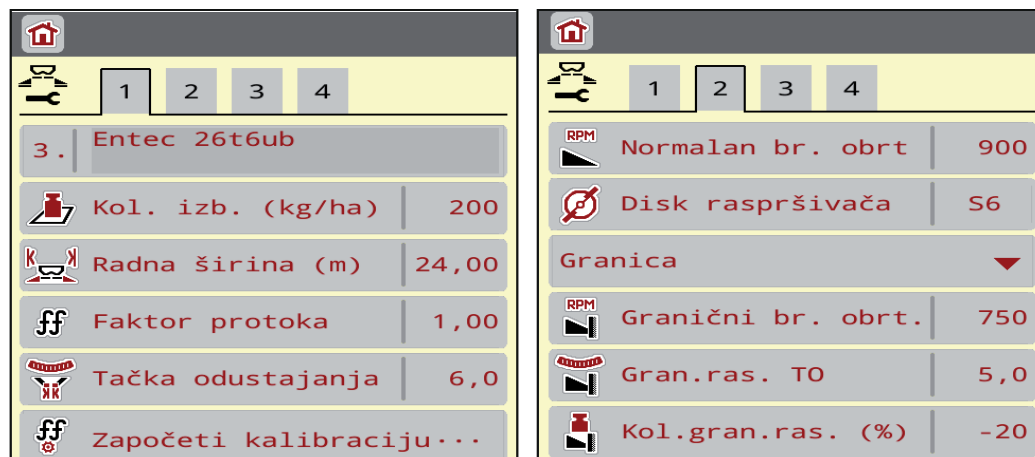 1 2 3 4
3. Entec 26t6ub
Kol. izb. (kg/ha) 200
Radna širina (m) 24,00
Faktor protoka 1,00
Tačka odustajanja 6,0
Započeti kalibraciju...
1 2 3 4
RPM Normalan br. obrt 900
Disk raspršivača S6
Granica
RPM Granični br. obrt. 750
Gran.ras. TO 5,0
Kol.gran.ras. (%) -20